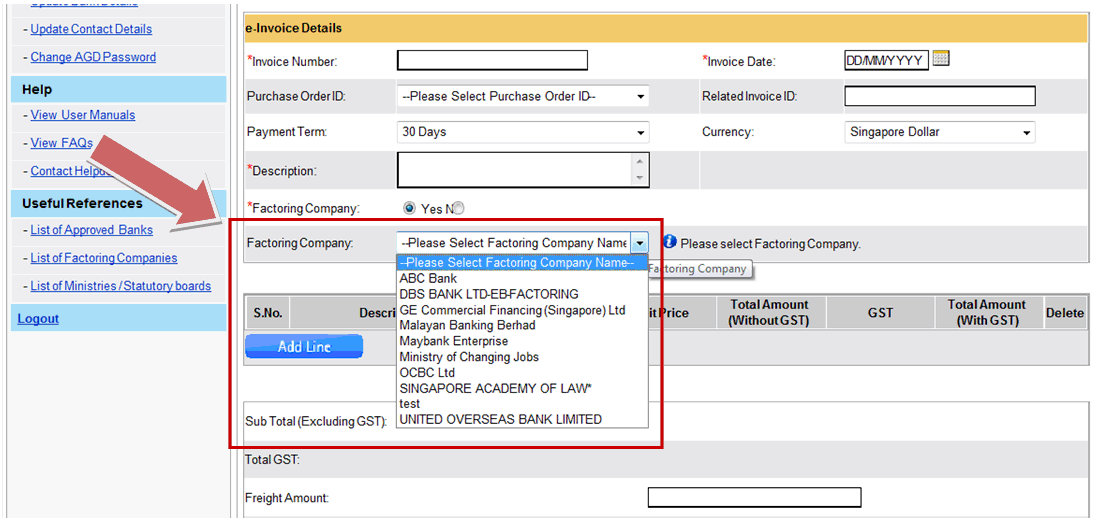 - Update Bank Details
- Update Contact Details
- Change AGD Password
Help
- View User Manuals
- View FAQs
- Contact
Useful References
- List of Approved Banks
- List of Factoring Companies
- List of Ministries/Statutory boards
Logout
e-Invoice Details
*Invoice Number:
*Invoice Date: DD/MM/YYYY
Purchase Order ID: --Please Select Purchase Order ID--
Related Invoice ID:
Payment Term: 30 Days
Currency: Singapore Dollar
*Description:
*Factoring Company: Yes N
Factoring Company: --Please Select Factoring Company Name
Please select Factoring Company.
--Please Select Factoring Company Name--
Factoring Company
ABC Bank
DBS BANK LTD-EB-FACTORING
GE Commercial Financing (Singapore) Ltd
Malayan Banking Berhad
Maybank Enterprise
Ministry of Changing Jobs
OCBC Ltd
SINGAPORE ACADEMY OF LAW*
test
UNITED OVERSEAS BANK LIMITED
S.No.
Descri
it Price
Total Amount
(Without GST)
GST
Total Amount
(With GST)
Delete
Add Line
Sub Total (Excluding GST):
Total GST:
Freight Amount: